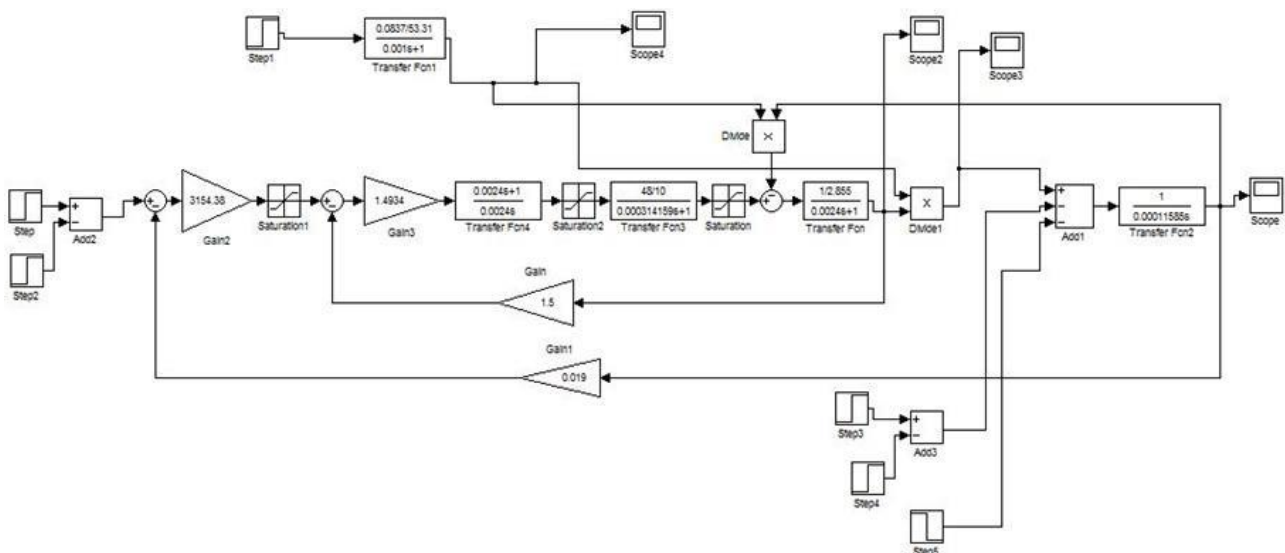 0.0837/53.31
0.001s+1
Transfer Fcn1
Step1
Scope4
Scope2
Scope3
Divide
×
Step
Add2
+
−
Step2
3154.38
Gain2
Saturation1
1.4934
Gain3
0.0024s+1
0.0024s
Transfer Fcn4
Saturation2
48/10
0.000314159s+1
Transfer Fcn3
Saturation
1/2.855
0.0024s+1
Transfer Fcn
×
Divide1
+
−
−
Add1
1
0.00011585s
Transfer Fcn2
Scope
Gain
1.5
Gain1
0.019
Step3
+
−
Add3
Step4
Step5